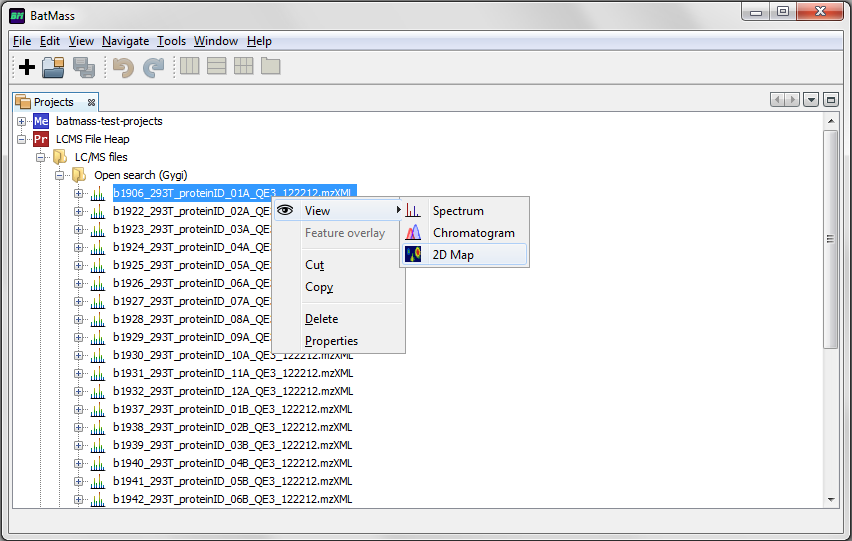 BM BatMass
File Edit View Navigate Tools Window Help
Projects
Me batmass-test-projects
Pr LCMS File Heap
LC/MS files
Open search (Gygi)
b1906_293T_proteinID_01A_QE3_122212.mzXML
b1922_293T_proteinID_02A_QE
View
Spectrum
b1923_293T_proteinID_03A_QE
Feature overlay
Chromatogram
b1924_293T_proteinID_04A_QE
2D Map
b1925_293T_proteinID_05A_QE
Cut
b1926_293T_proteinID_06A_QE
Copy
b1927_293T_proteinID_07A_QE
b1928_293T_proteinID_08A_QE
Delete
b1929_293T_proteinID_09A_QE
Properties
b1930_293T_proteinID_10A_QE3_122212.mzXML
b1931_293T_proteinID_11A_QE3_122212.mzXML
b1932_293T_proteinID_12A_QE3_122212.mzXML
b1937_293T_proteinID_01B_QE3_122212.mzXML
b1938_293T_proteinID_02B_QE3_122212.mzXML
b1939_293T_proteinID_03B_QE3_122212.mzXML
b1940_293T_proteinID_04B_QE3_122212.mzXML
b1941_293T_proteinID_05B_QE3_122212.mzXML
b1942_293T_proteinID_06B_QE3_122212.mzXML